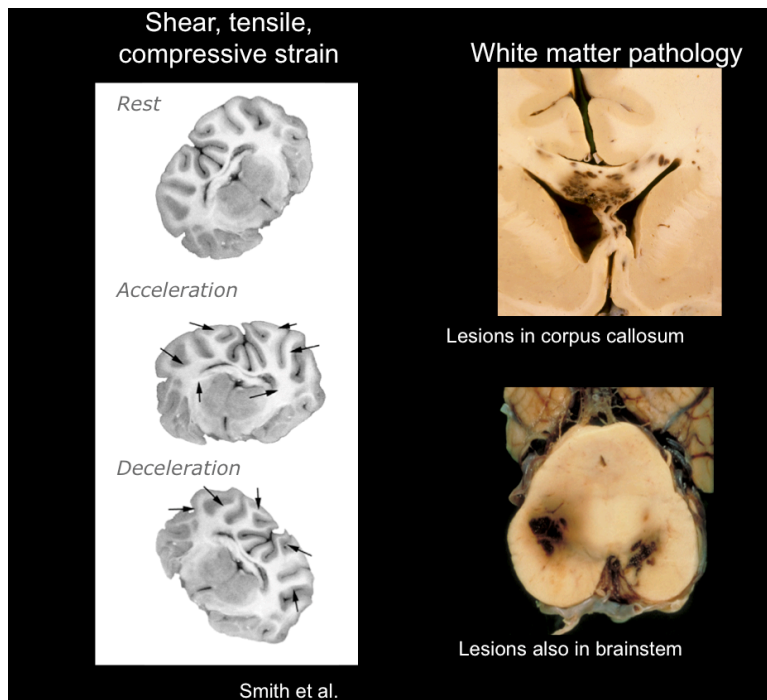 Shear, tensile,
compressive strain
Rest
Acceleration
Deceleration
Smith et al.
White matter pathology
Lesions in corpus callosum
Lesions also in brainstem